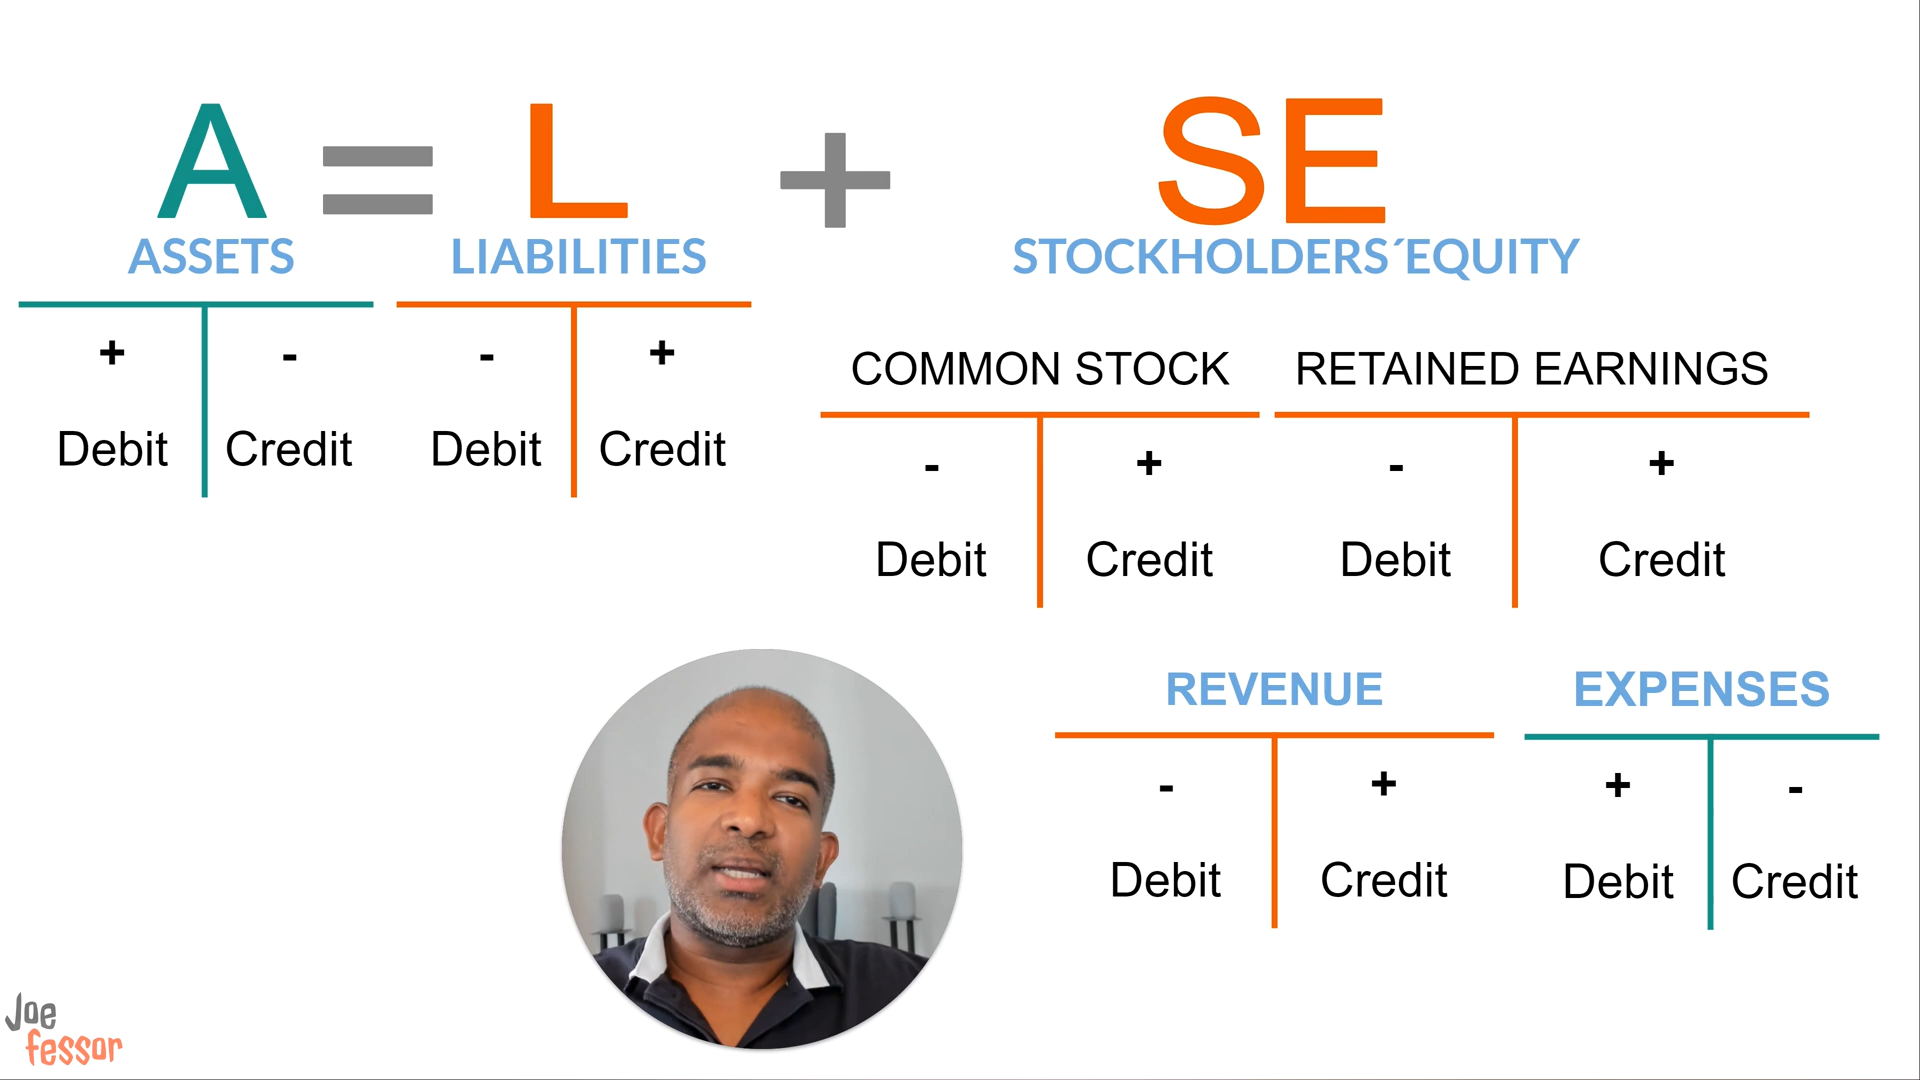 A = L + SE
ASSETS LIABILITIES STOCKHOLDERS´EQUITY
+ - - +
Debit Credit Debit Credit
COMMON STOCK RETAINED EARNINGS
- + - +
Debit Credit Debit Credit
REVENUE EXPENSES
- + + -
Debit Credit Debit Credit
Joe
fessor